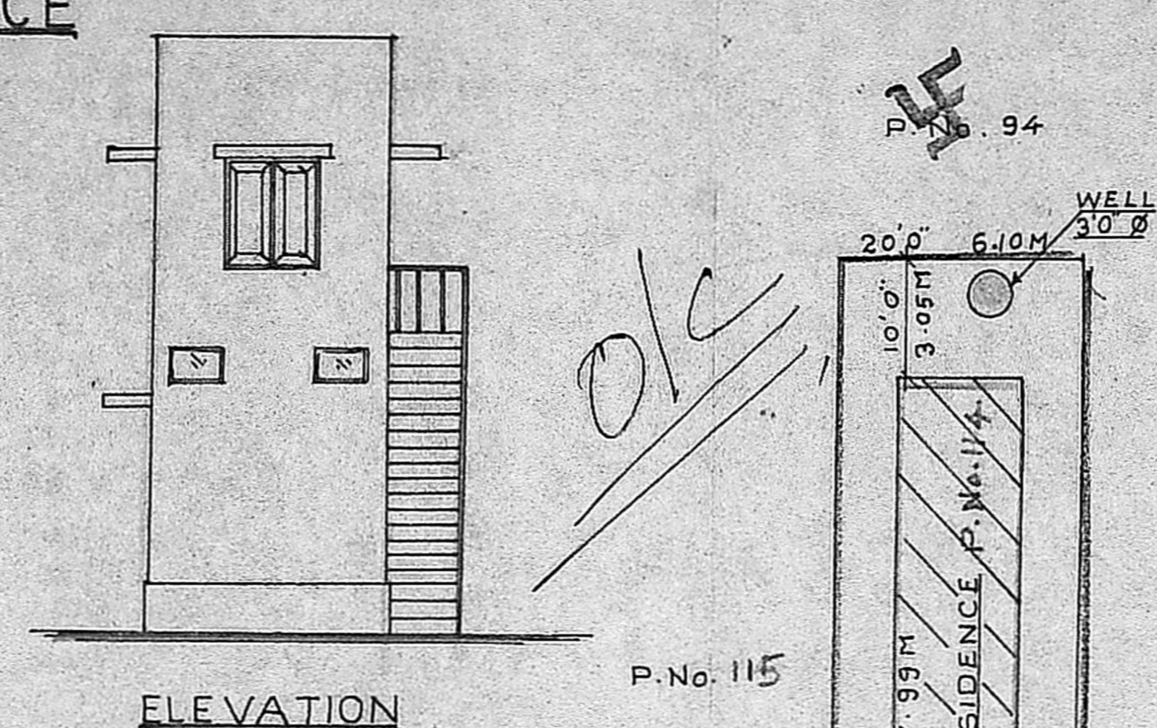 CE
P. No. 94
WELL
3'0" Ø
20'0" 6.10M
10'0"
3.05M
O/C
P. No. 114
SIDENCE
.99 M
P.No. 115
ELEVATION